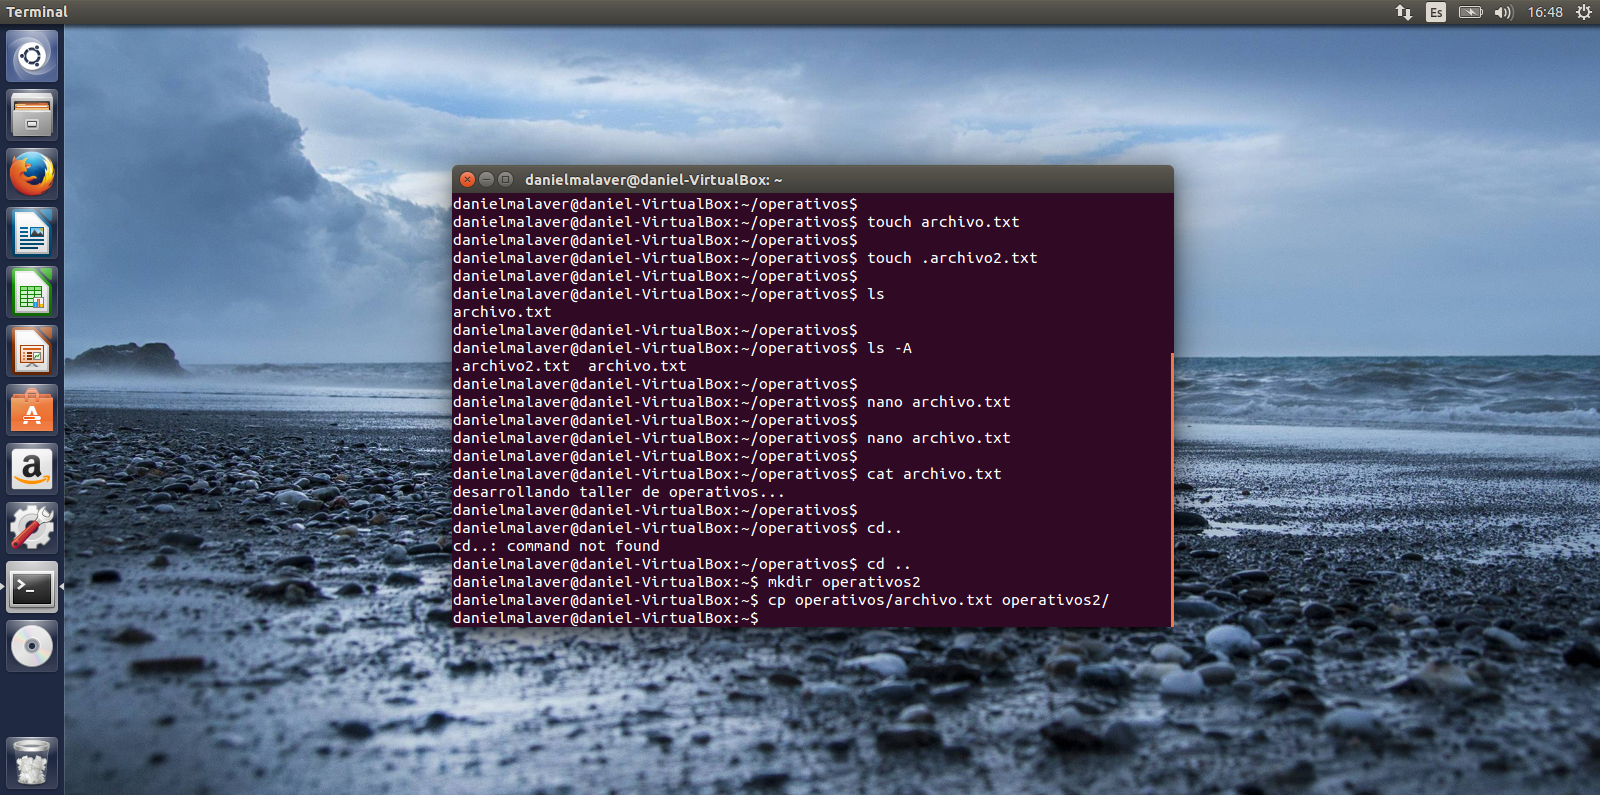 Terminal
Es
16:48
danielmalaver@daniel-VirtualBox: ~
danielmalaver@daniel-VirtualBox:~/operativos$
danielmalaver@daniel-VirtualBox:~/operativos$ touch archivo.txt
danielmalaver@daniel-VirtualBox:~/operativos$
danielmalaver@daniel-VirtualBox:~/operativos$ touch .archivo2.txt
danielmalaver@daniel-VirtualBox:~/operativos$
danielmalaver@daniel-VirtualBox:~/operativos$ ls
archivo.txt
danielmalaver@daniel-VirtualBox:~/operativos$
danielmalaver@daniel-VirtualBox:~/operativos$ ls -A
.archivo2.txt  archivo.txt
danielmalaver@daniel-VirtualBox:~/operativos$
danielmalaver@daniel-VirtualBox:~/operativos$ nano archivo.txt
danielmalaver@daniel-VirtualBox:~/operativos$
danielmalaver@daniel-VirtualBox:~/operativos$ nano archivo.txt
danielmalaver@daniel-VirtualBox:~/operativos$
danielmalaver@daniel-VirtualBox:~/operativos$ cat archivo.txt
desarrollando taller de operativos...
danielmalaver@daniel-VirtualBox:~/operativos$
danielmalaver@daniel-VirtualBox:~/operativos$ cd..
cd..: command not found
danielmalaver@daniel-VirtualBox:~/operativos$ cd ..
danielmalaver@daniel-VirtualBox:~$ mkdir operativos2
danielmalaver@daniel-VirtualBox:~$ cp operativos/archivo.txt operativos2/
danielmalaver@daniel-VirtualBox:~$